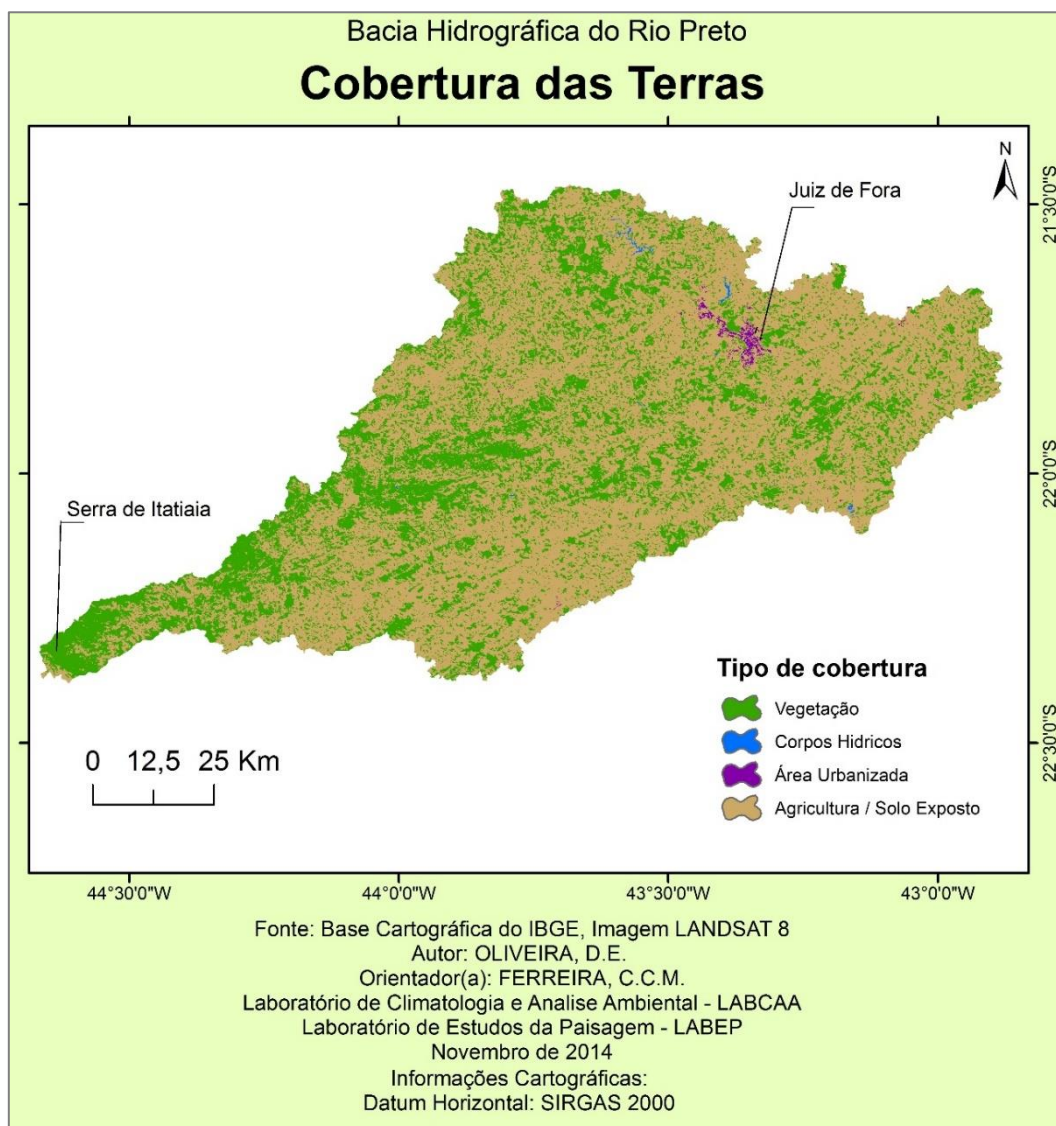 Bacia Hidrográfica do Rio Preto
Cobertura das Terras
N
Juiz de Fora
21°30'0"S
22°0'0"S
Serra de Itatiaia
22°30'0"S
Tipo de cobertura
Vegetação
Corpos Hidricos
Área Urbanizada
Agricultura / Solo Exposto
0 12,5 25 Km
44°30'0"W 44°0'0"W 43°30'0"W 43°0'0"W
Fonte: Base Cartográfica do IBGE, Imagem LANDSAT 8
Autor: OLIVEIRA, D.E.
Orientador(a): FERREIRA, C.C.M.
Laboratório de Climatologia e Analise Ambiental - LABCAA
Laboratório de Estudos da Paisagem - LABEP
Novembro de 2014
Informações Cartográficas:
Datum Horizontal: SIRGAS 2000